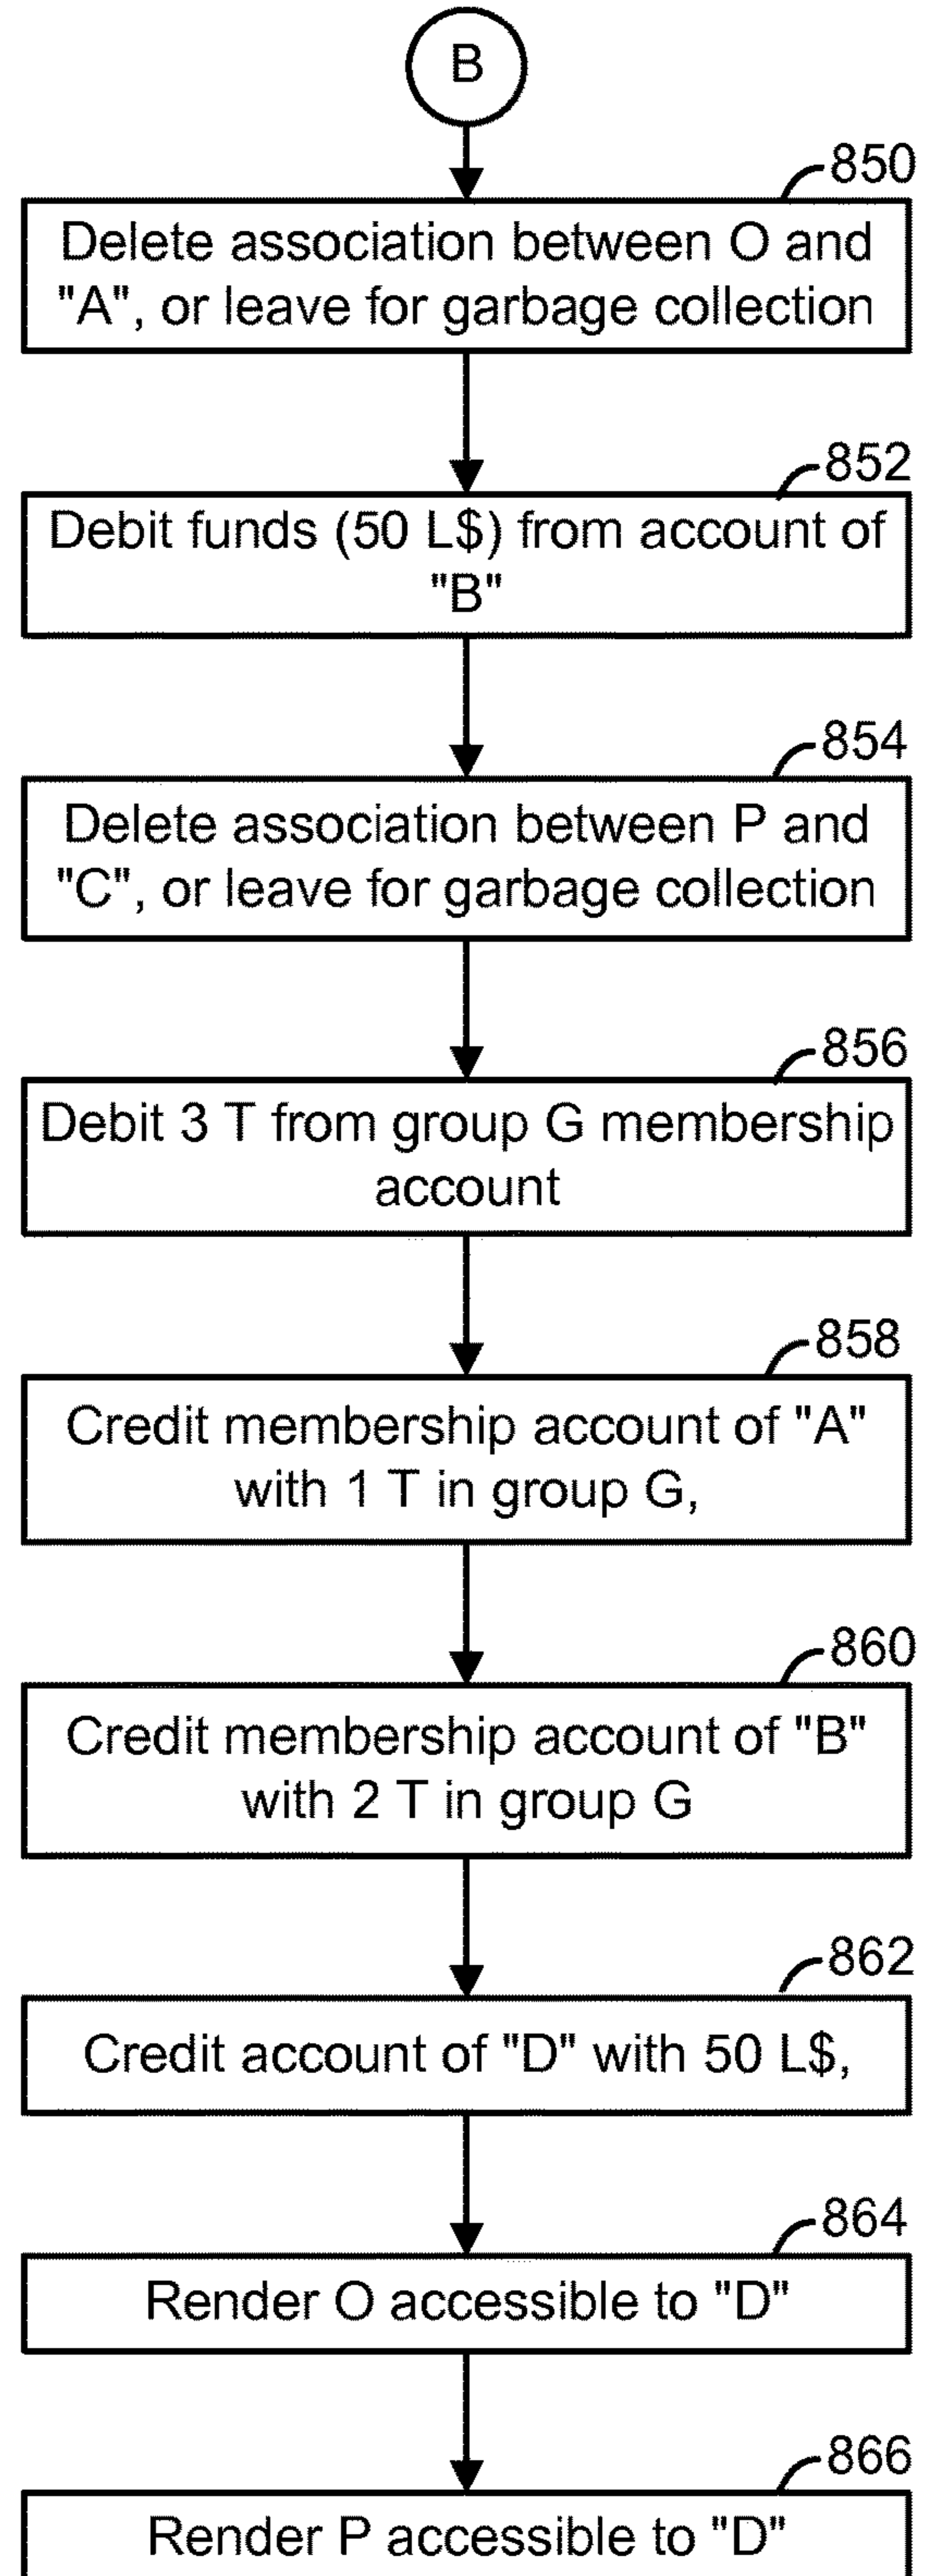 B
850
Delete association between O and
"A", or leave for garbage collection
852
Debit funds (50 L$) from account of
"B"
854
Delete association between P and
"C", or leave for garbage collection
856
Debit 3 T from group G membership
account
858
Credit membership account of "A"
with 1 T in group G,
860
Credit membership account of "B"
with 2 T in group G
862
Credit account of "D" with 50 L$,
864
Render O accessible to "D"
866
Render P accessible to "D"